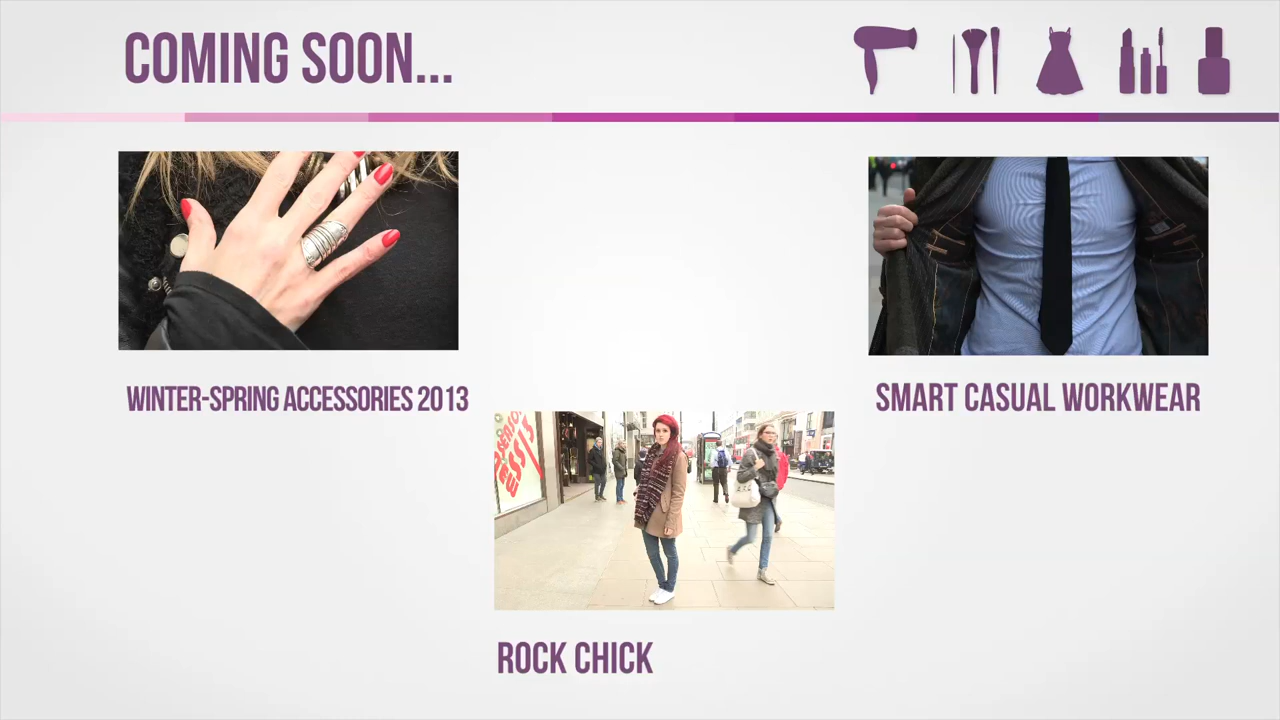 COMING SOON...
WINTER-SPRING ACCESSORIES 2013
SMART CASUAL WORKWEAR
ROCK CHICK